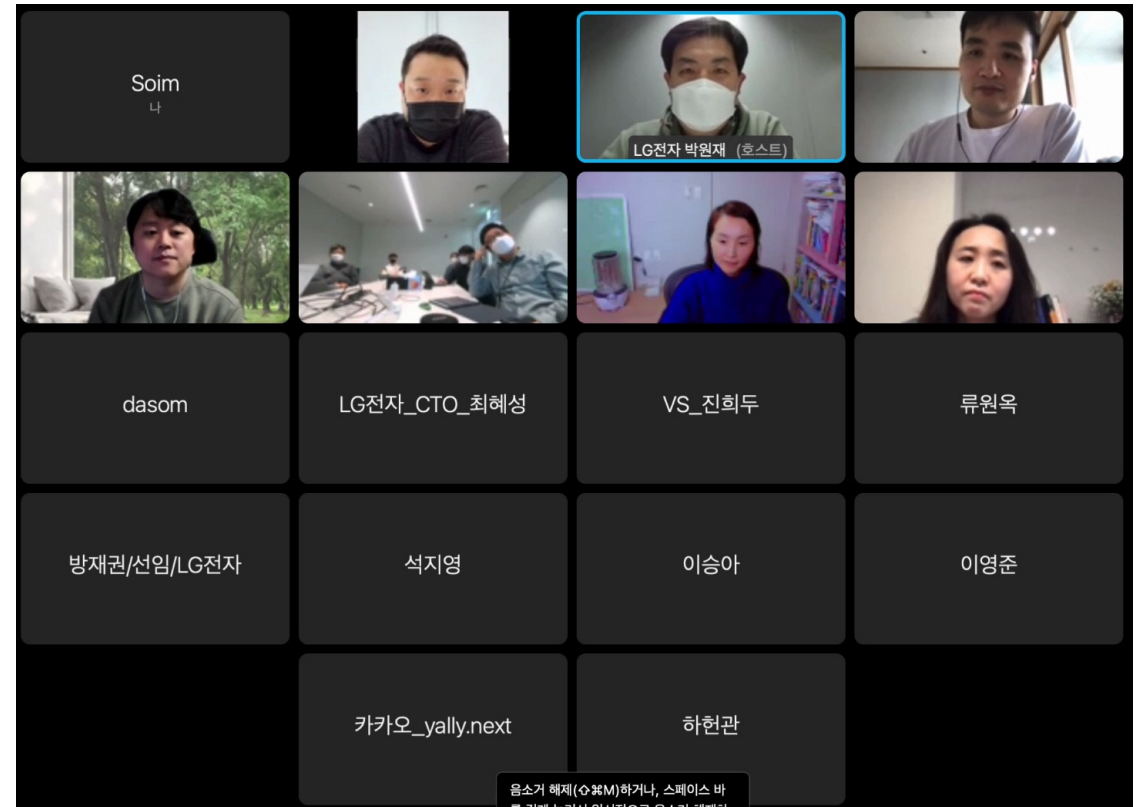 Soim
나
LG전자 박원재 (호스트)
dasom
LG전자_CTO_최혜성
VS_진희두
류원옥
방재권/선임/LG전자
석지영
이승아
이영준
카카오_yally.next
하헌관
음소거 해제(⇧⌘M)하거나, 스페이스 바